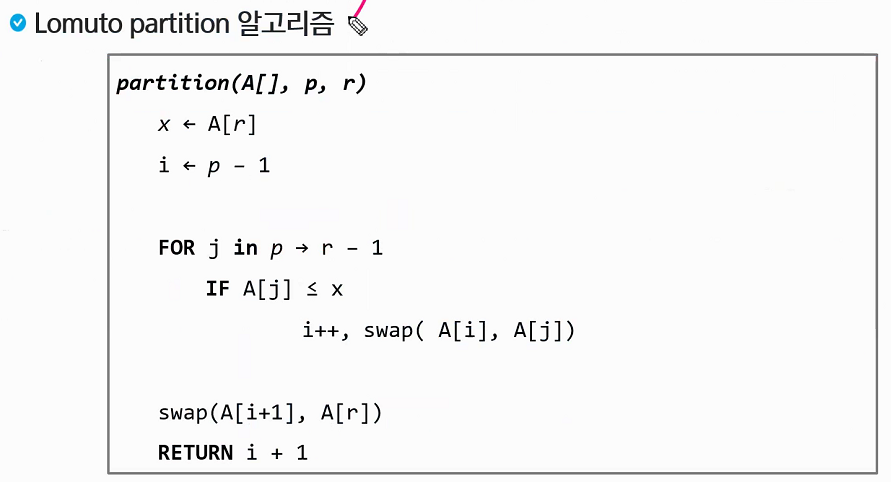 Lomuto partition 알고리즘
partition(A[], p, r)
x ← A[r]
i ← p – 1
FOR j in p → r – 1
IF A[j] ≤ x
i++, swap( A[i], A[j])
swap(A[i+1], A[r])
RETURN i + 1